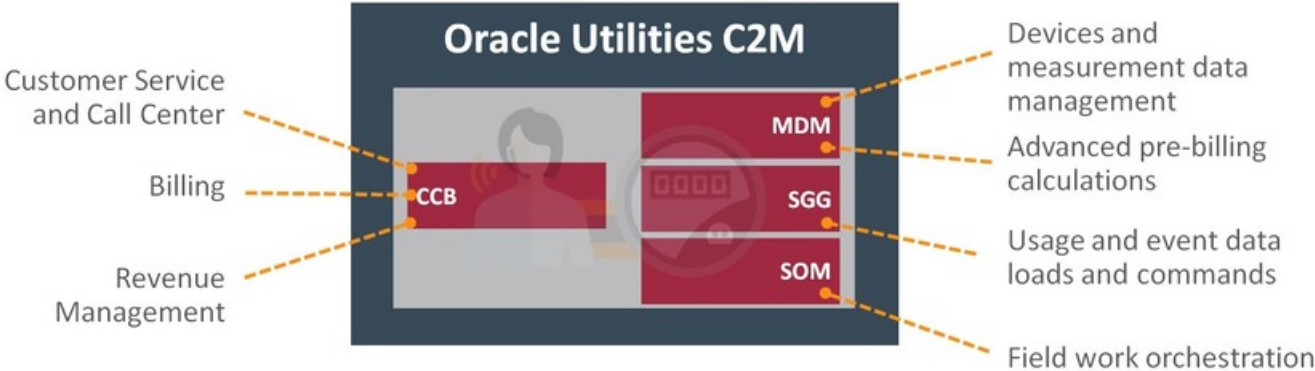 Oracle Utilities C2M
Customer Service
and Call Center
Billing
Revenue
Management
CCB
MDM
SGG
SOM
Devices and
measurement data
management
Advanced pre-billing
calculations
Usage and event data
loads and commands
Field work orchestration